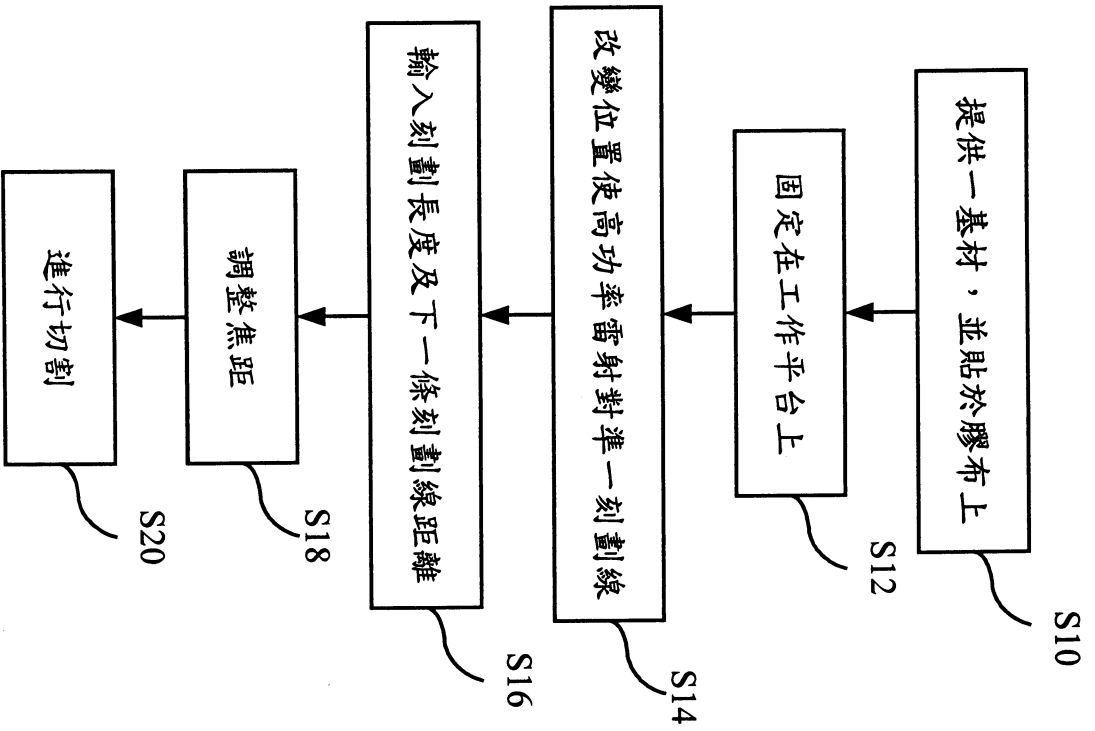 提供一基材，並貼於膠布上
S10
固定在工作平台上
S12
改變位置使高功率雷射對準一刻劃線
S14
輸入刻劃長度及下一條刻劃線距離
S16
調整焦距
S18
進行切割
S20